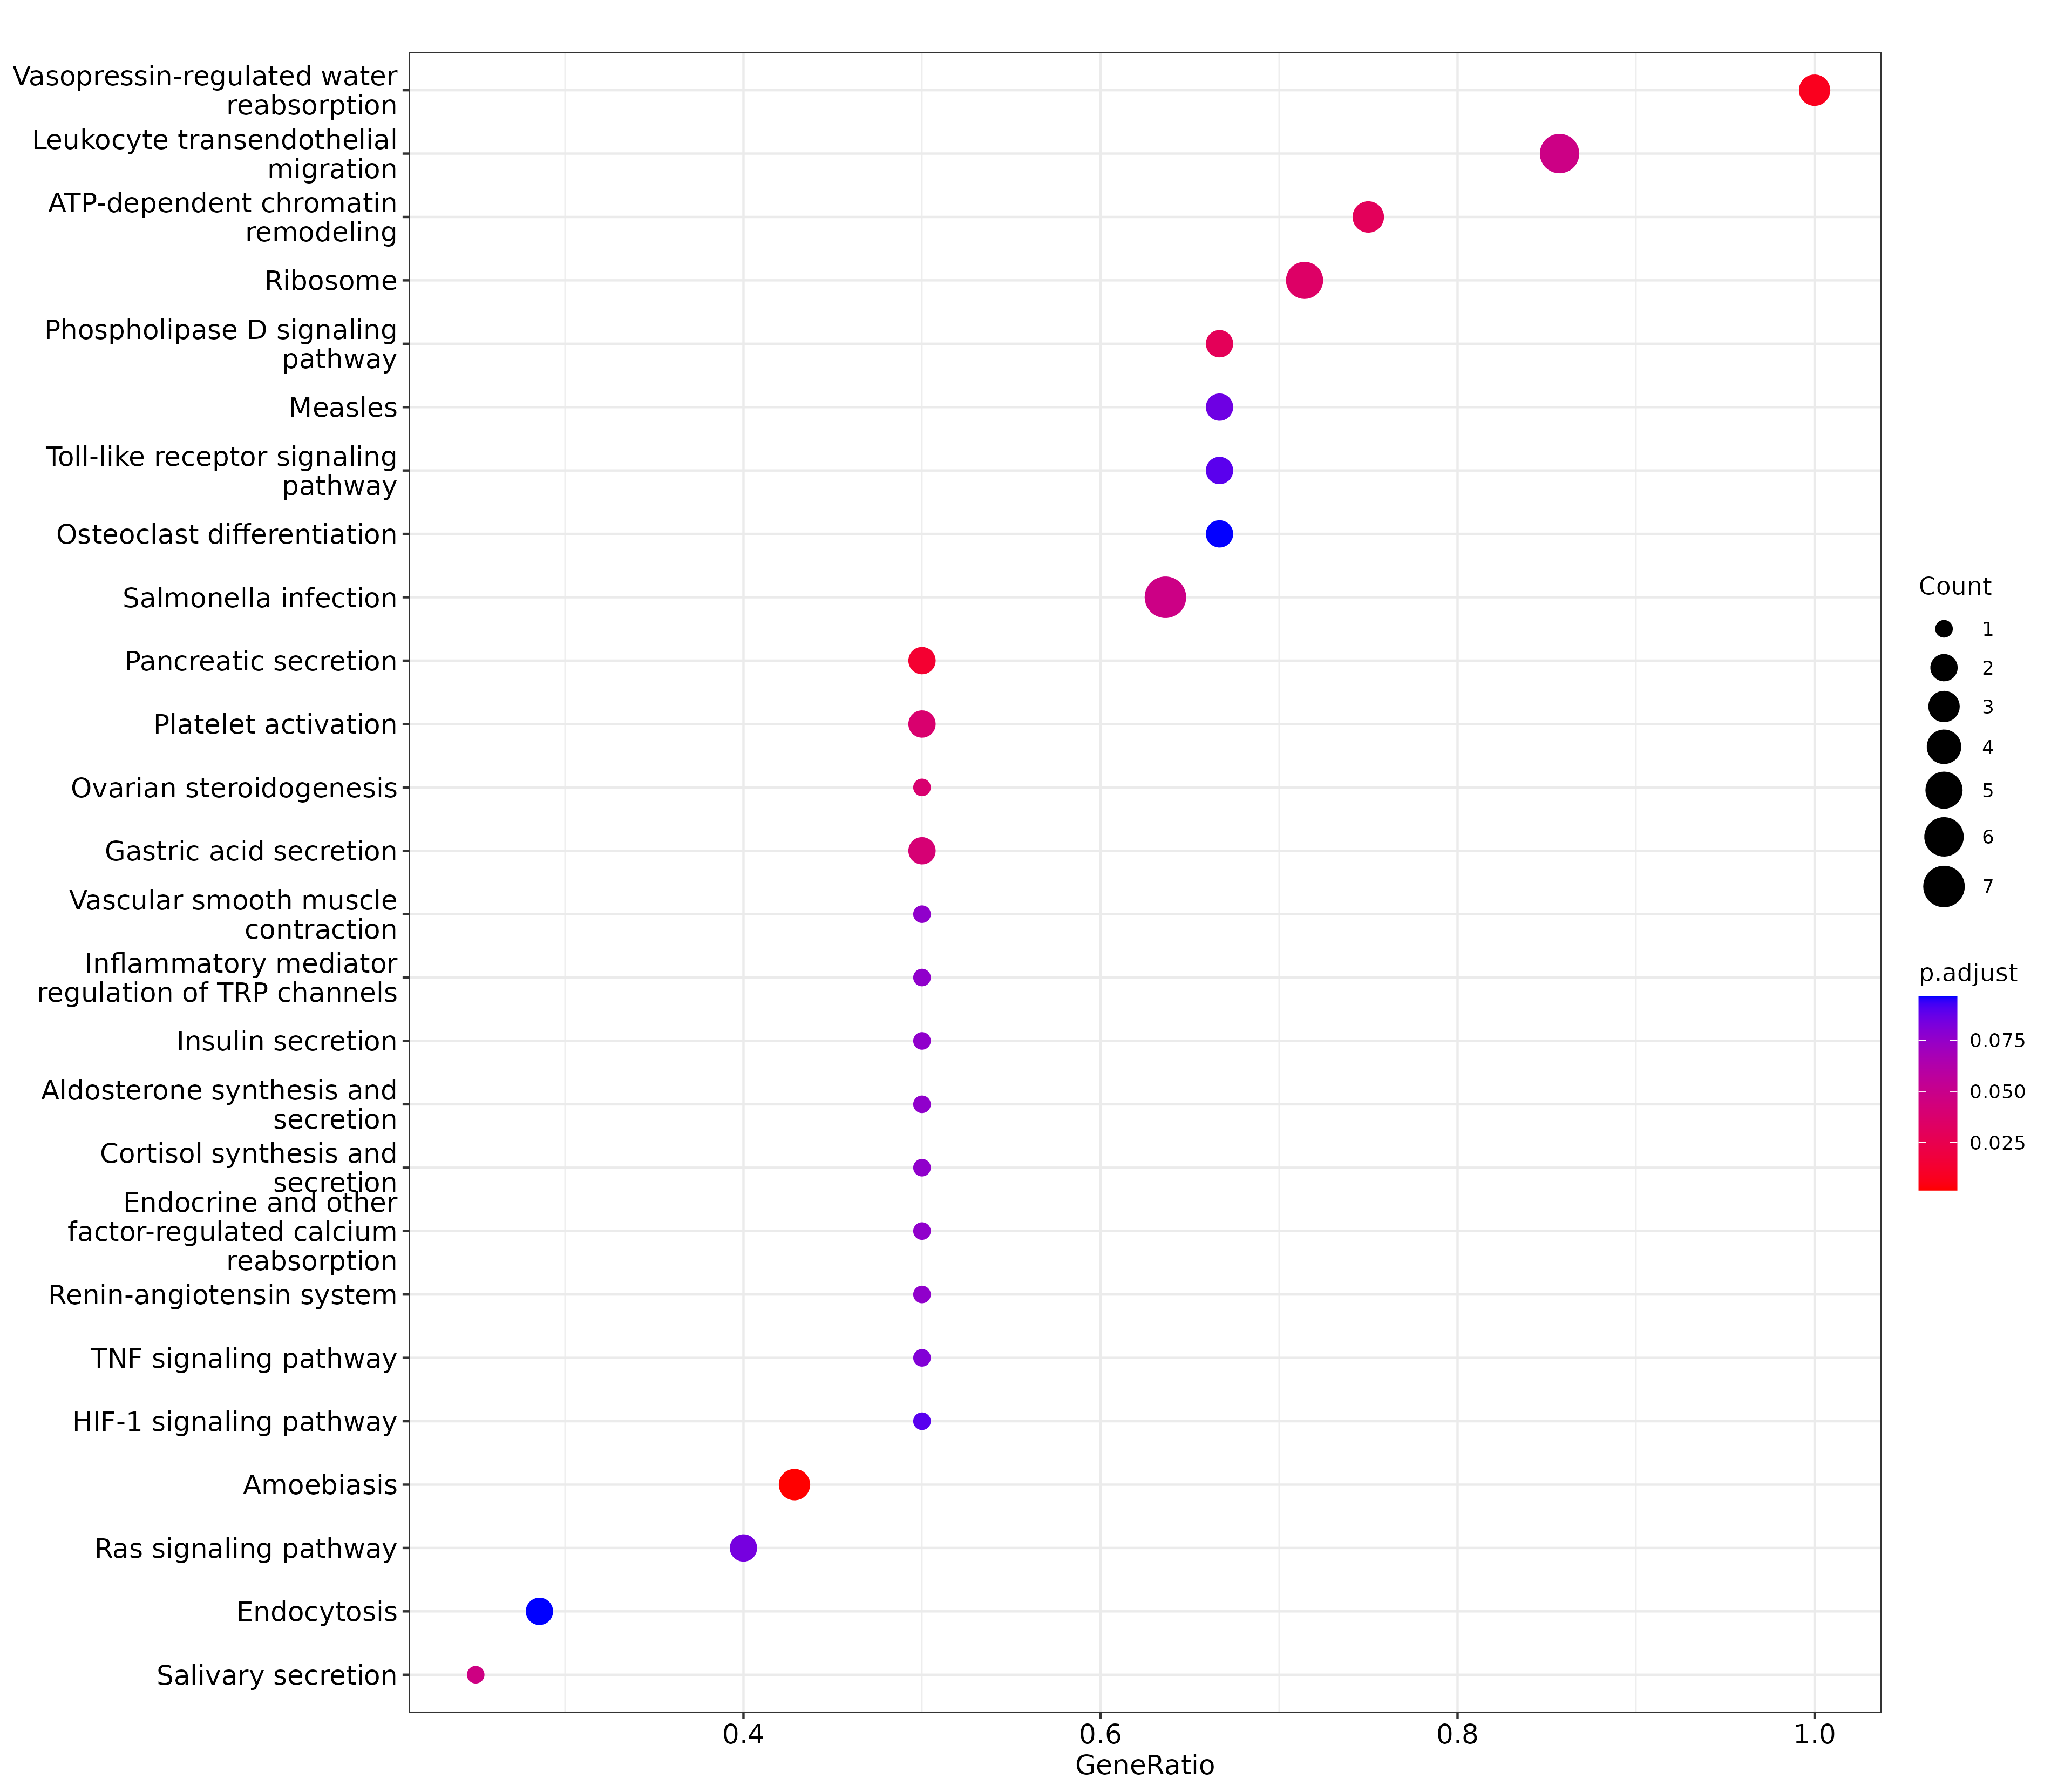 Vasopressin-regulated water
reabsorption
Leukocyte transendothelial
migration
ATP-dependent chromatin
remodeling
Ribosome
Phospholipase D signaling
pathway
Measles
Toll-like receptor signaling
pathway
Osteoclast differentiation
Salmonella infection
Pancreatic secretion
Platelet activation
Ovarian steroidogenesis
Gastric acid secretion
Vascular smooth muscle
contraction
Inflammatory mediator
regulation of TRP channels
Insulin secretion
Aldosterone synthesis and
secretion
Cortisol synthesis and
secretion
Endocrine and other
factor-regulated calcium
reabsorption
Renin-angiotensin system
TNF signaling pathway
HIF-1 signaling pathway
Amoebiasis
Ras signaling pathway
Endocytosis
Salivary secretion
0.4 0.6 0.8 1.0
GeneRatio
Count
1
2
3
4
5
6
7
p.adjust
0.075
0.050
0.025